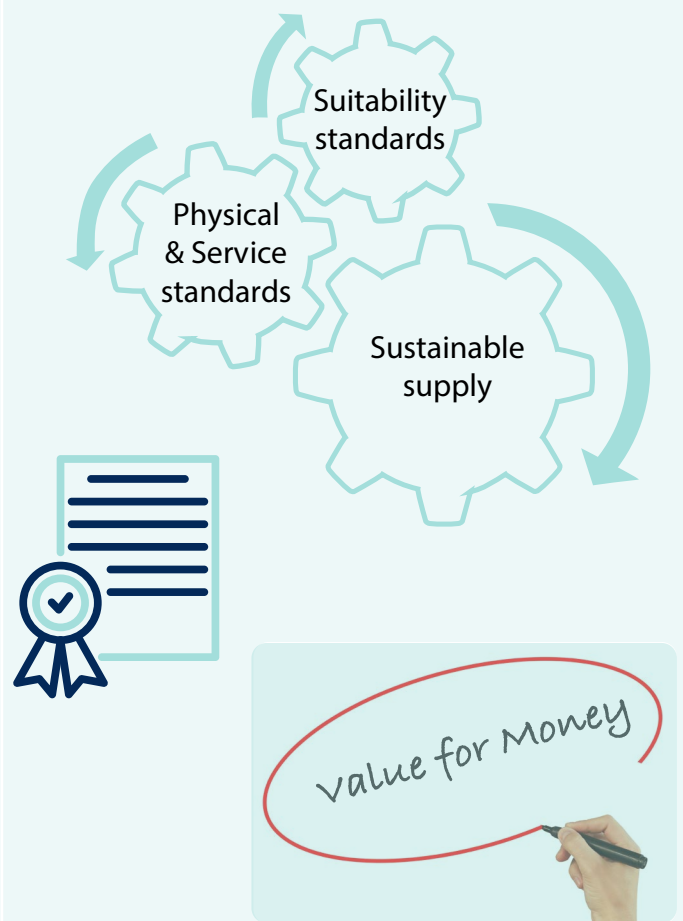 Suitability
standards
Physical
& Service
standards
Sustainable
supply
value for Money